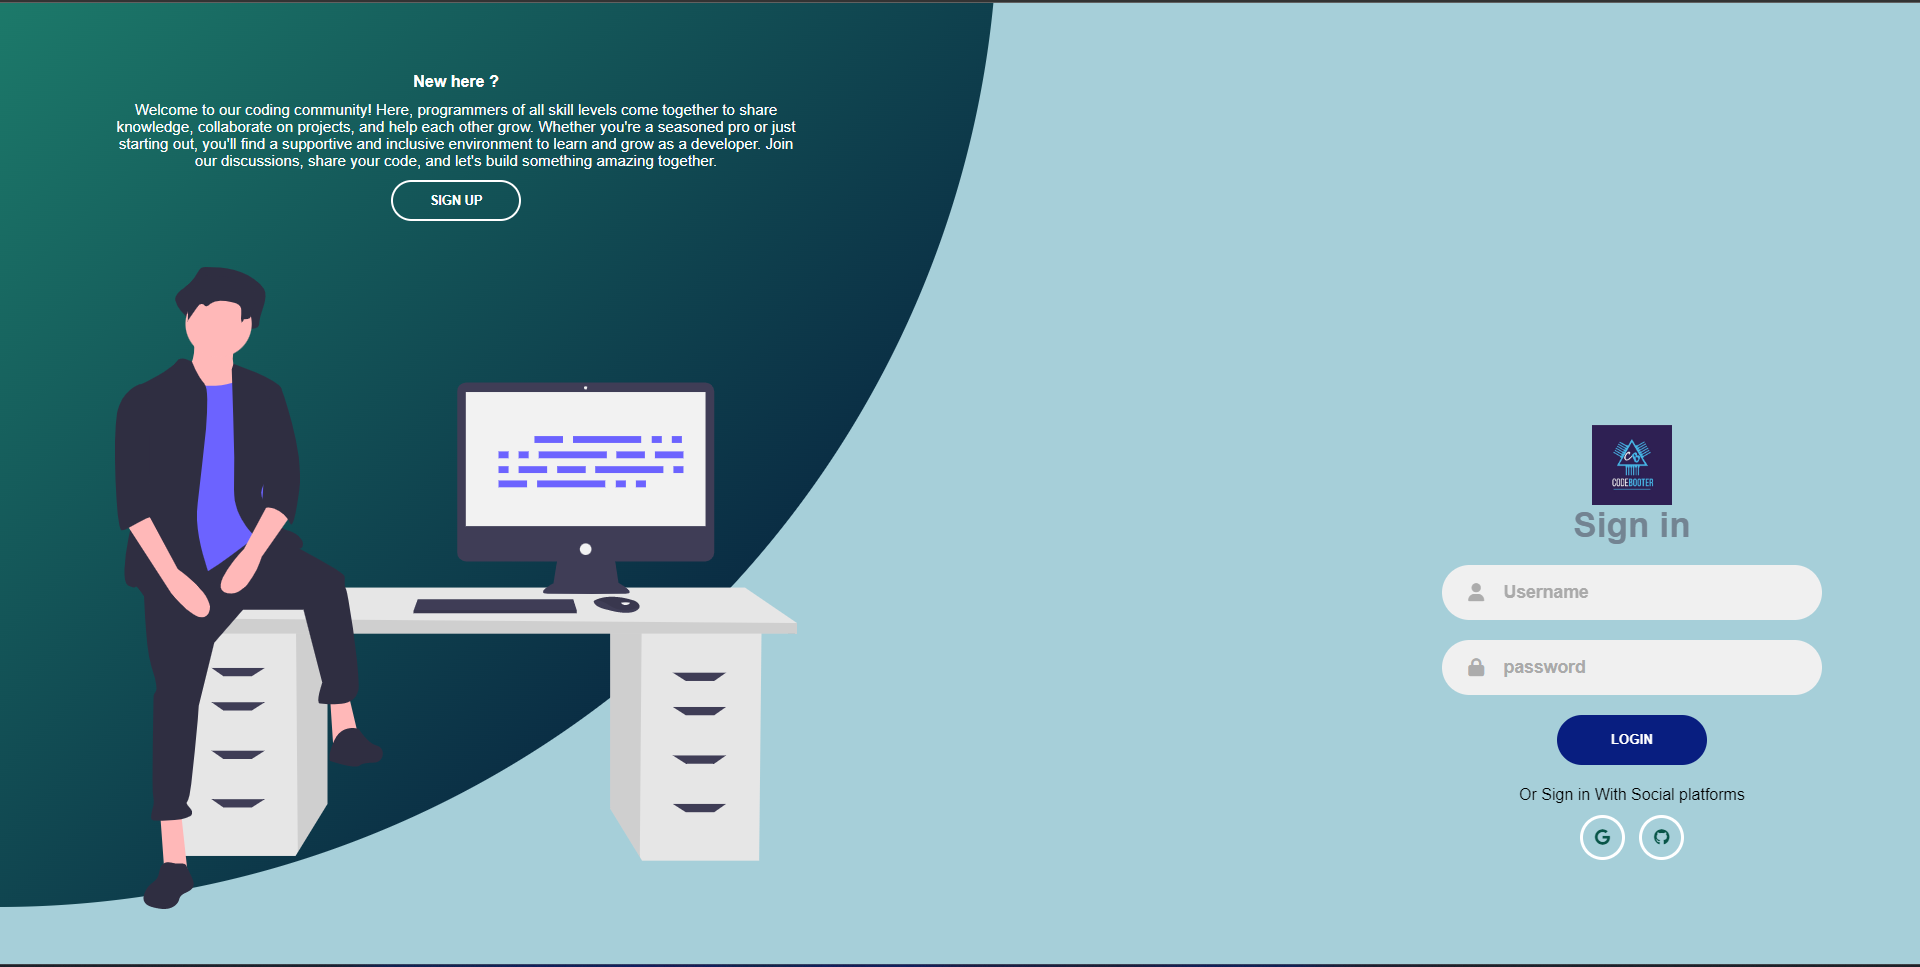 New here ?
Welcome to our coding community! Here, programmers of all skill levels come together to share
knowledge, collaborate on projects, and help each other grow. Whether you're a seasoned pro or just
starting out, you'll find a supportive and inclusive environment to learn and grow as a developer. Join
our discussions, share your code, and let's build something amazing together.
SIGN UP
CODEBOOTER
Sign in
Username
password
LOGIN
Or Sign in With Social platforms